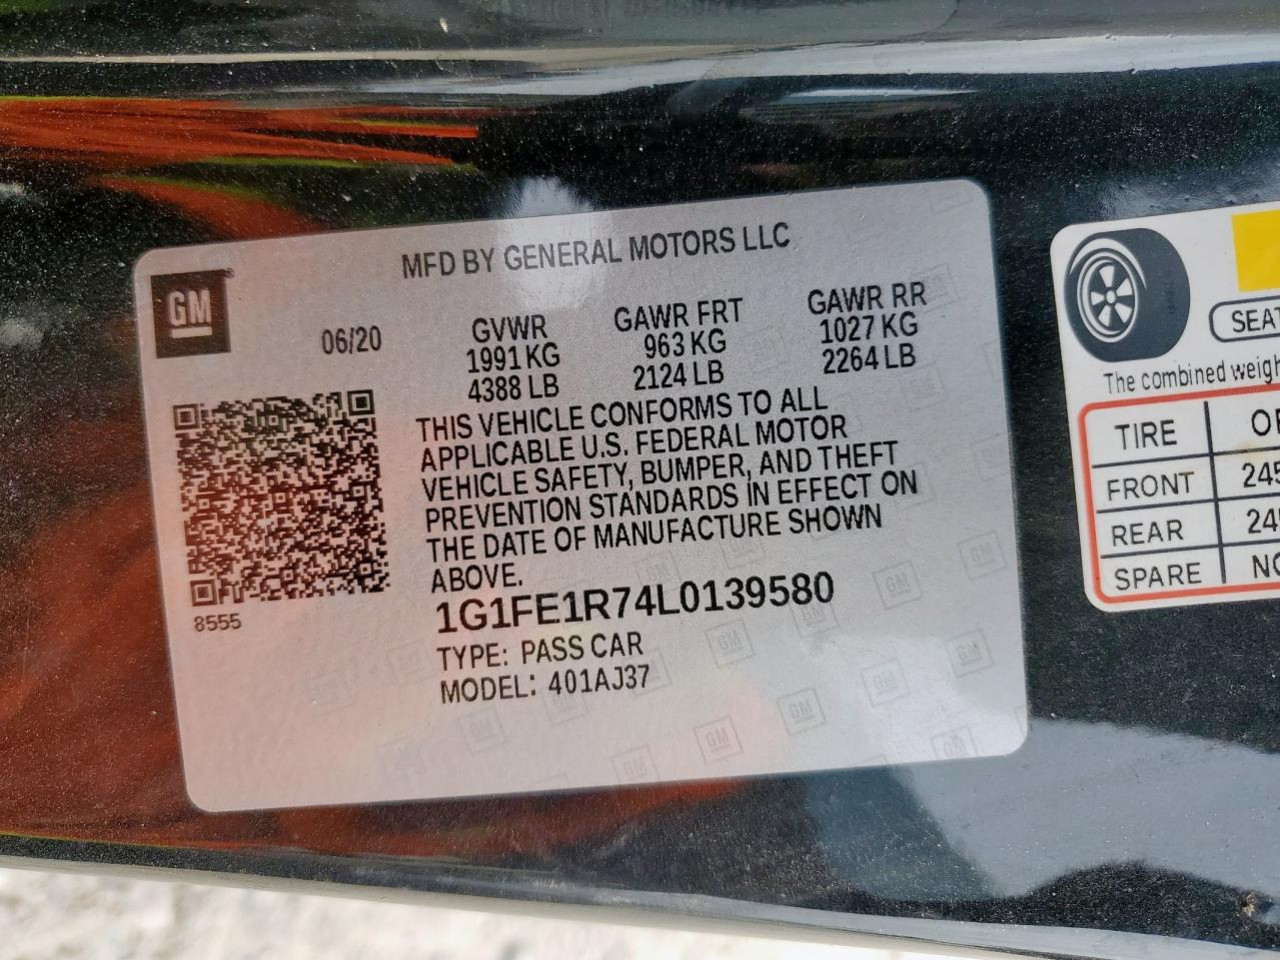 MFD BY GENERAL MOTORS LLC
GM
06/20
GVWR
1991 KG
4388 LB
GAWR FRT
963 KG
2124 LB
GAWR RR
1027 KG
2264 LB
THIS VEHICLE CONFORMS TO ALL
APPLICABLE U.S. FEDERAL MOTOR
VEHICLE SAFETY, BUMPER, AND THEFT
PREVENTION STANDARDS IN EFFECT ON
THE DATE OF MANUFACTURE SHOWN
ABOVE.
8555
1G1FE1R74L0139580
TYPE: PASS CAR
MODEL: 401AJ37
SEAT
The combined weigh
TIRE
FRONT 245
REAR
SPARE